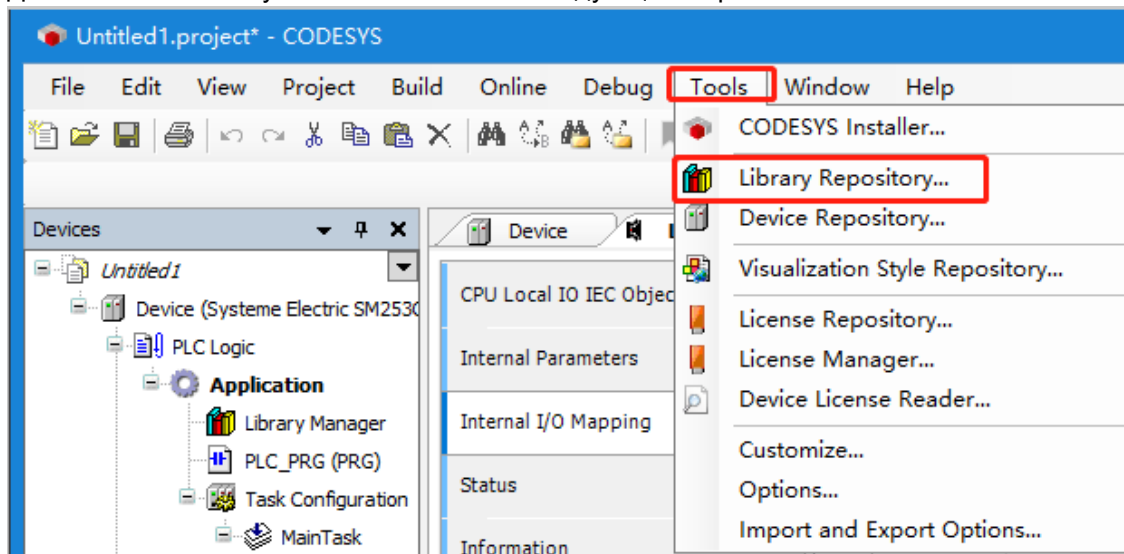 Untitled1.project* - CODESYS
File Edit View Project Build Online Debug Tools Window Help
CODESYS Installer...
Library Repository...
Device Repository...
Visualization Style Repository...
License Repository...
License Manager...
Device License Reader...
Customize...
Options...
Import and Export Options...
Devices
Untitled1
Device (Systeme Electric SM253
PLC Logic
Application
Library Manager
PLC_PRG (PRG)
Task Configuration
MainTask
Device
CPU Local IO IEC Objec
Internal Parameters
Internal I/O Mapping
Status
Information